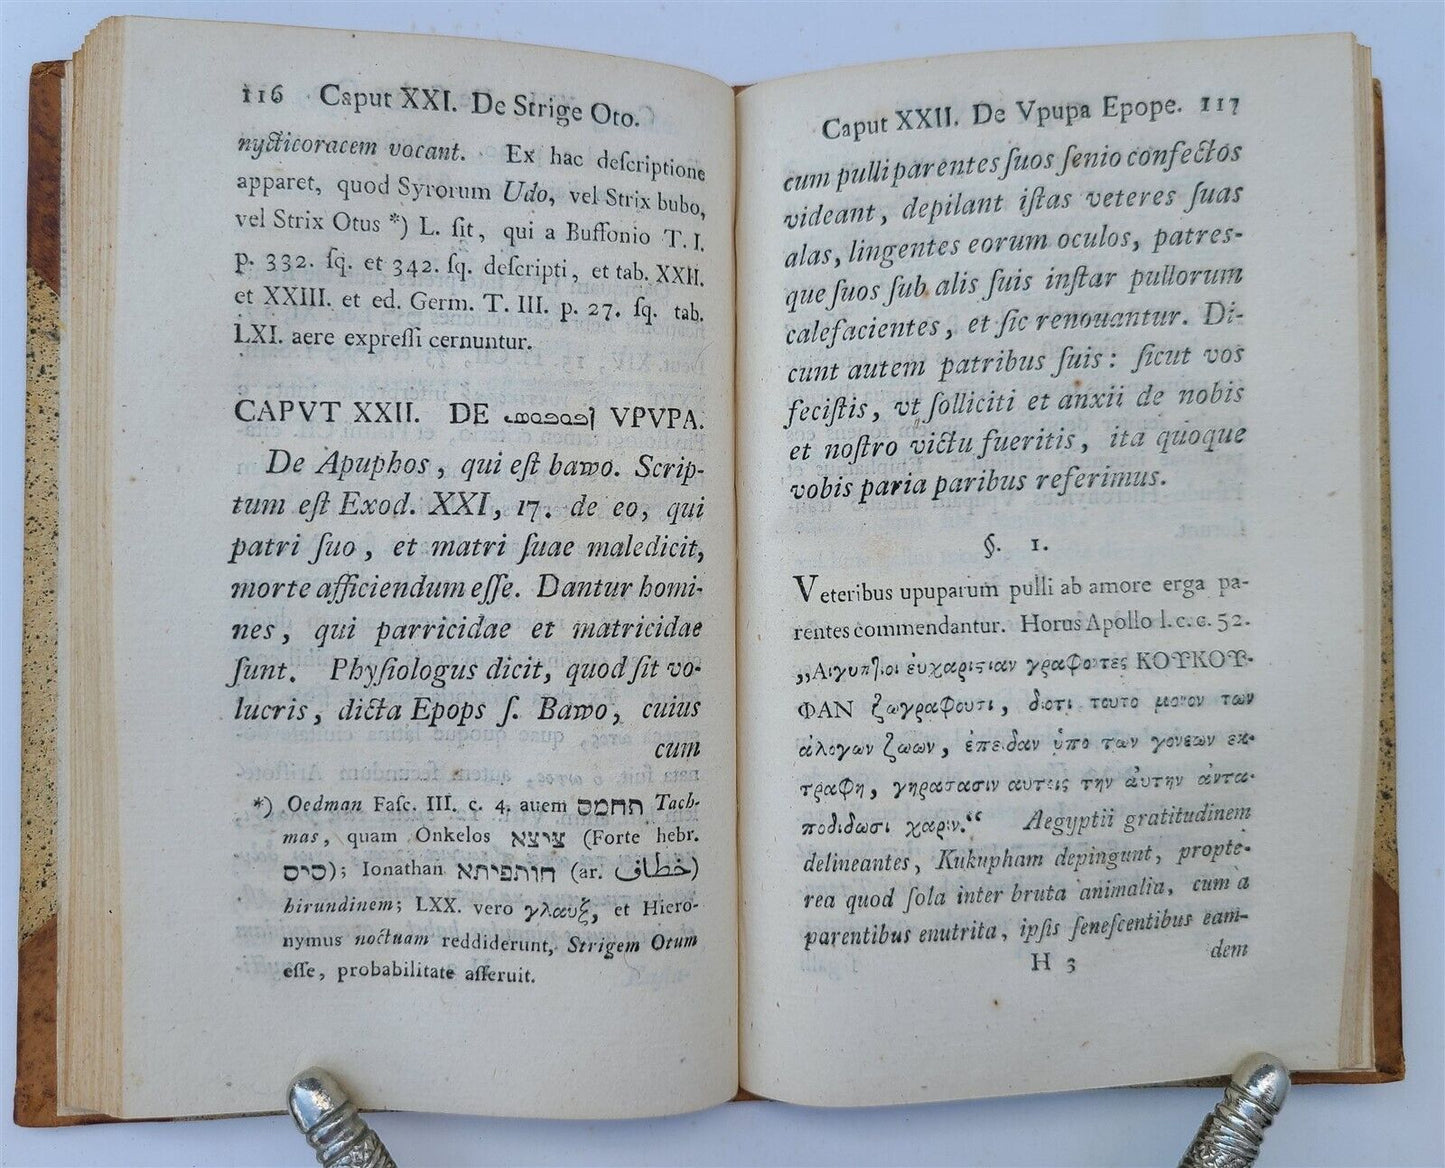 116 Caput XXI. De Strige Oto.
nycticoracem vocant. Ex hac deſcriptione
apparet, quod Syrorum Udo, vel Strix bubo,
vel Strix Otus *) L. ſit, qui a Buffonio T. I.
p. 332. ſq. et 342. ſq. deſcripti, et tab. XXII.
et XXIII. et ed. Germ. T. III. p. 27. ſq. tab.
LXI. aere expreſſi cernuntur.
CAPVT XXII. DE VPVPA.
De Apuphos, qui eſt bawo. Scrip-
tum eſt Exod. XXI, 17. de eo, qui
patri ſuo, et matri ſuae maledicit,
morte afficiendum eſſe. Dantur homi-
nes, qui parricidae et matricidae
ſunt. Phyſiologus dicit, quod ſit vo-
lucris, dicta Epops ſ. Bawo, cuius
cum
*) Oedman Faſc. III. c. 4. auem תחמס Tach-
mas, quam Onkelos ציצא (Forte hebr.
סיס); Ionathan חותפיתא (ar. خطاف)
hirundinem; LXX. vero γλαυξ, et Hiero-
nymus noctuam reddiderunt, Strigem Otum
eſſe, probabilitate aſſeruit.
Caput XXII. De Vpupa Epope. 117
cum pulli parentes ſuos ſenio confectos
videant, depilant iſtas veteres ſuas
alas, lingentes eorum oculos, patres-
que ſuos ſub alis ſuis inſtar pullorum
calefacientes, et ſic renouantur. Di-
cunt autem patribus ſuis: ſicut vos
feciſtis, vt ſolliciti et anxii de nobis
et noſtro victu fueritis, ita quoque
vobis paria paribus referimus.
§. 1.
Veteribus upuparum pulli ab amore erga pa-
rentes commendantur. Horus Apollo l. c. c. 52.
„Αιγυπτιοι ἐυχαριστιαν γραφοντες ΚΟΥΚΟΥ-
ΦΑΝ ζωγραφουσι, διοτι τουτο μονον των
ἀλογων ζωων, ἐπειδαν ὑπο των γονεων εκ-
τραφη, γηρασασιν αυτοις την ἀυτην ἀντα-
ποδιδωσι χαριν.“ Aegyptii gratitudinem
delineantes, Kukupham depingunt, propte-
rea quod ſola inter bruta animalia, cum a
parentibus enutrita, ipſis ſeneſcentibus eam-
H 3 dem